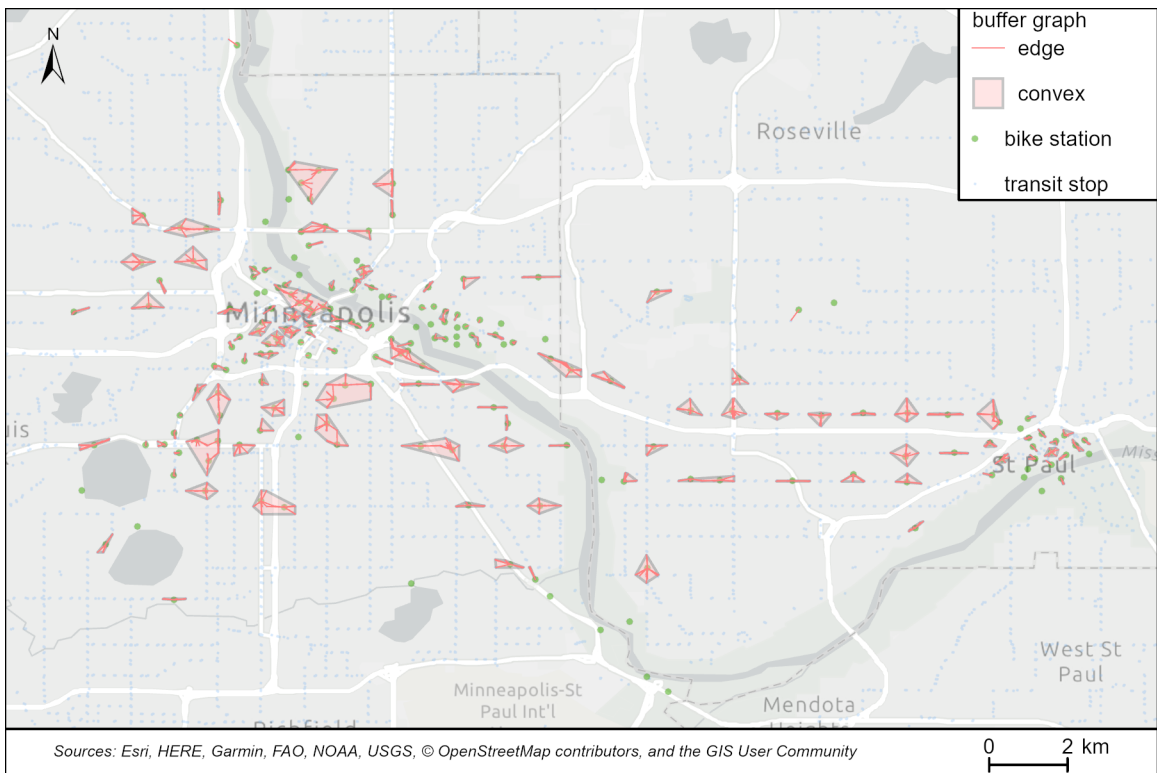 N
buffer graph
edge
convex
bike station
transit stop
Roseville
Minneapolis
St Paul
Minneapolis-St
Paul Int'l
West St
Paul
Mendota
Sources: Esri, HERE, Garmin, FAO, NOAA, USGS, © OpenStreetMap contributors, and the GIS User Community
0 2 km